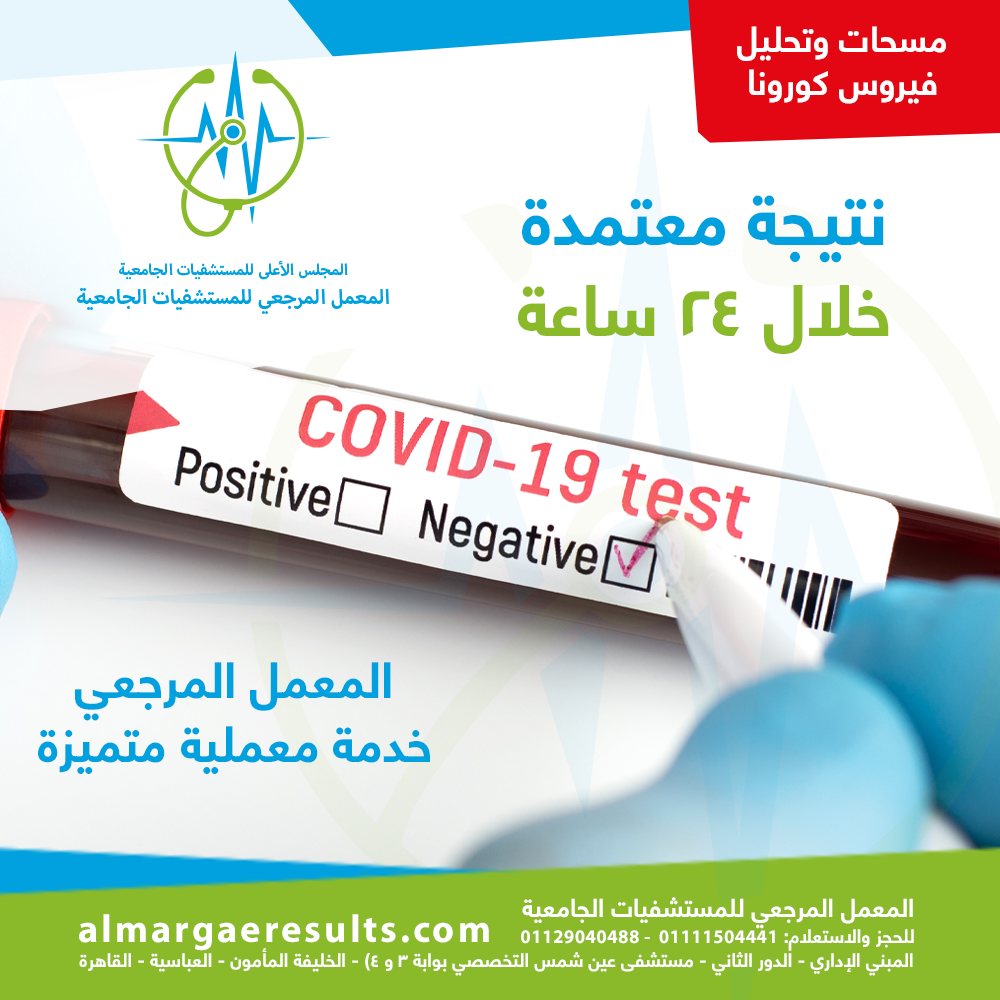 مسحات وتحليل
فيروس كورونا
المجلس الأعلى للمستشفيات الجامعية
المعمل المرجعي للمستشفيات الجامعية
نتيجة معتمدة
خلال ٢٤ ساعة
COVID-19 test
Positive Negative
المعمل المرجعي
خدمة معملية متميزة
المعمل المرجعي للمستشفيات الجامعية
للحجز والاستعلام: 01111504441 - 01129040488
almargaeresults.com
المبني الإداري - الدور الثاني - مستشفى عين شمس التخصصي بوابة ٣ و ٤) - الخليفة المأمون - العباسية - القاهرة